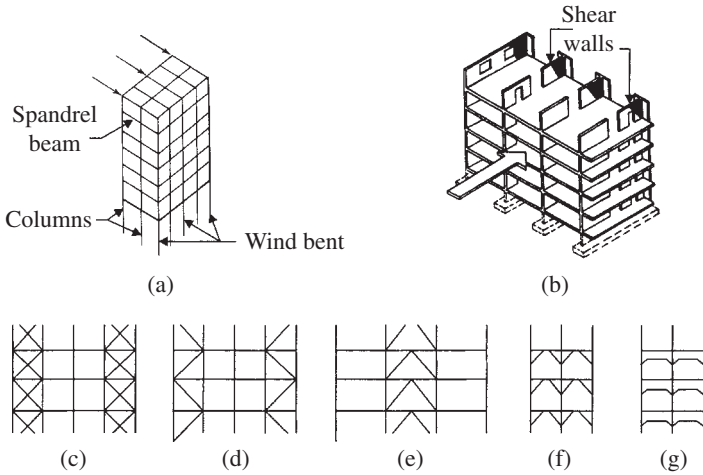 Shear
walls
Spandrel
beam
Columns
Wind bent
(a)
(b)
(c)
(d)
(e)
(f)
(g)